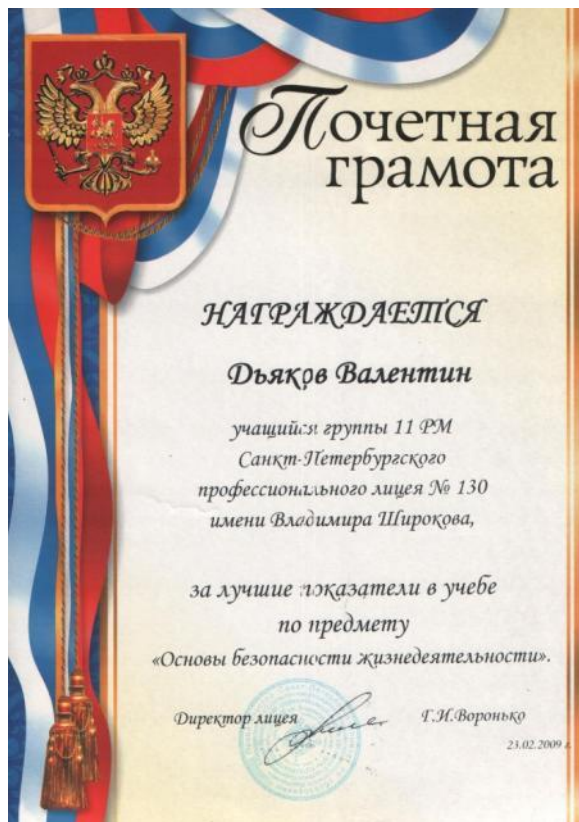 Почетная
грамота
НАГРАЖДАЕТСЯ
Дьяков Валентин
учащийся группы 11 РМ
Санкт-Петербургского
профессионального лицея № 130
имени Владимира Широкова,
за лучшие показатели в учебе
по предмету
«Основы безопасности жизнедеятельности».
Директор лицея Г.И.Воронько
23.02.2009 г.